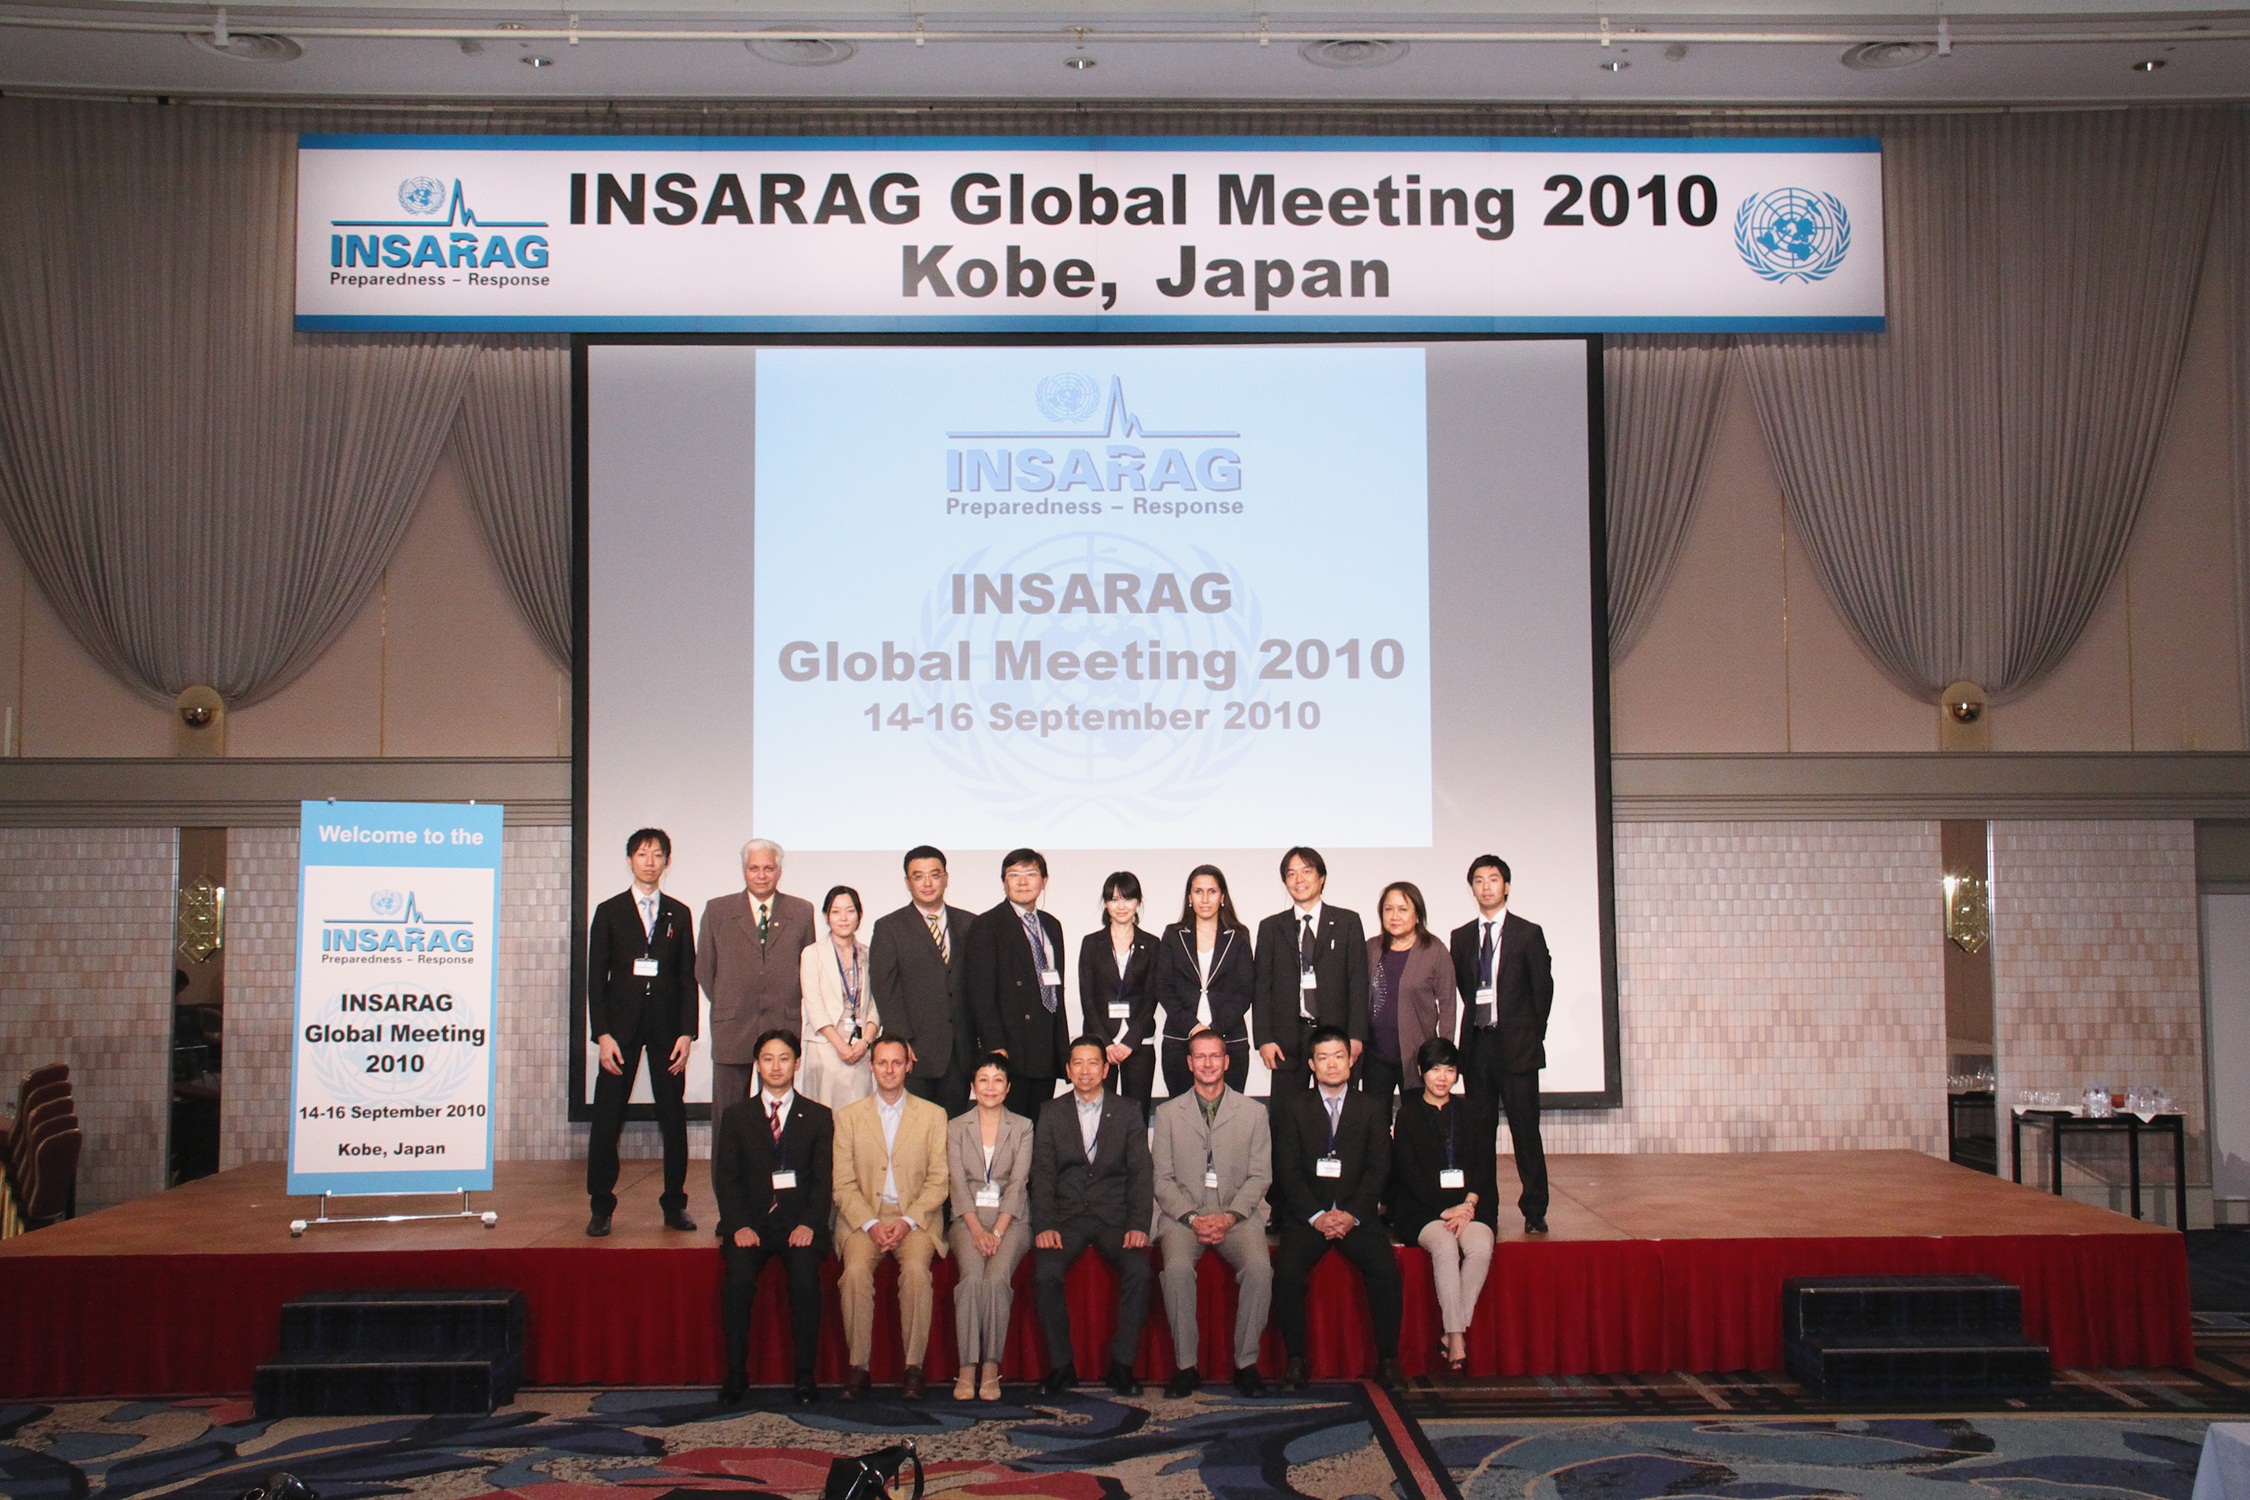 INSARAG
Preparedness – Response
INSARAG Global Meeting 2010
Kobe, Japan
INSARAG
Preparedness – Response
INSARAG
Global Meeting 2010
14-16 September 2010
Welcome to the
INSARAG
Preparedness – Response
INSARAG
Global Meeting
2010
14-16 September 2010
Kobe, Japan